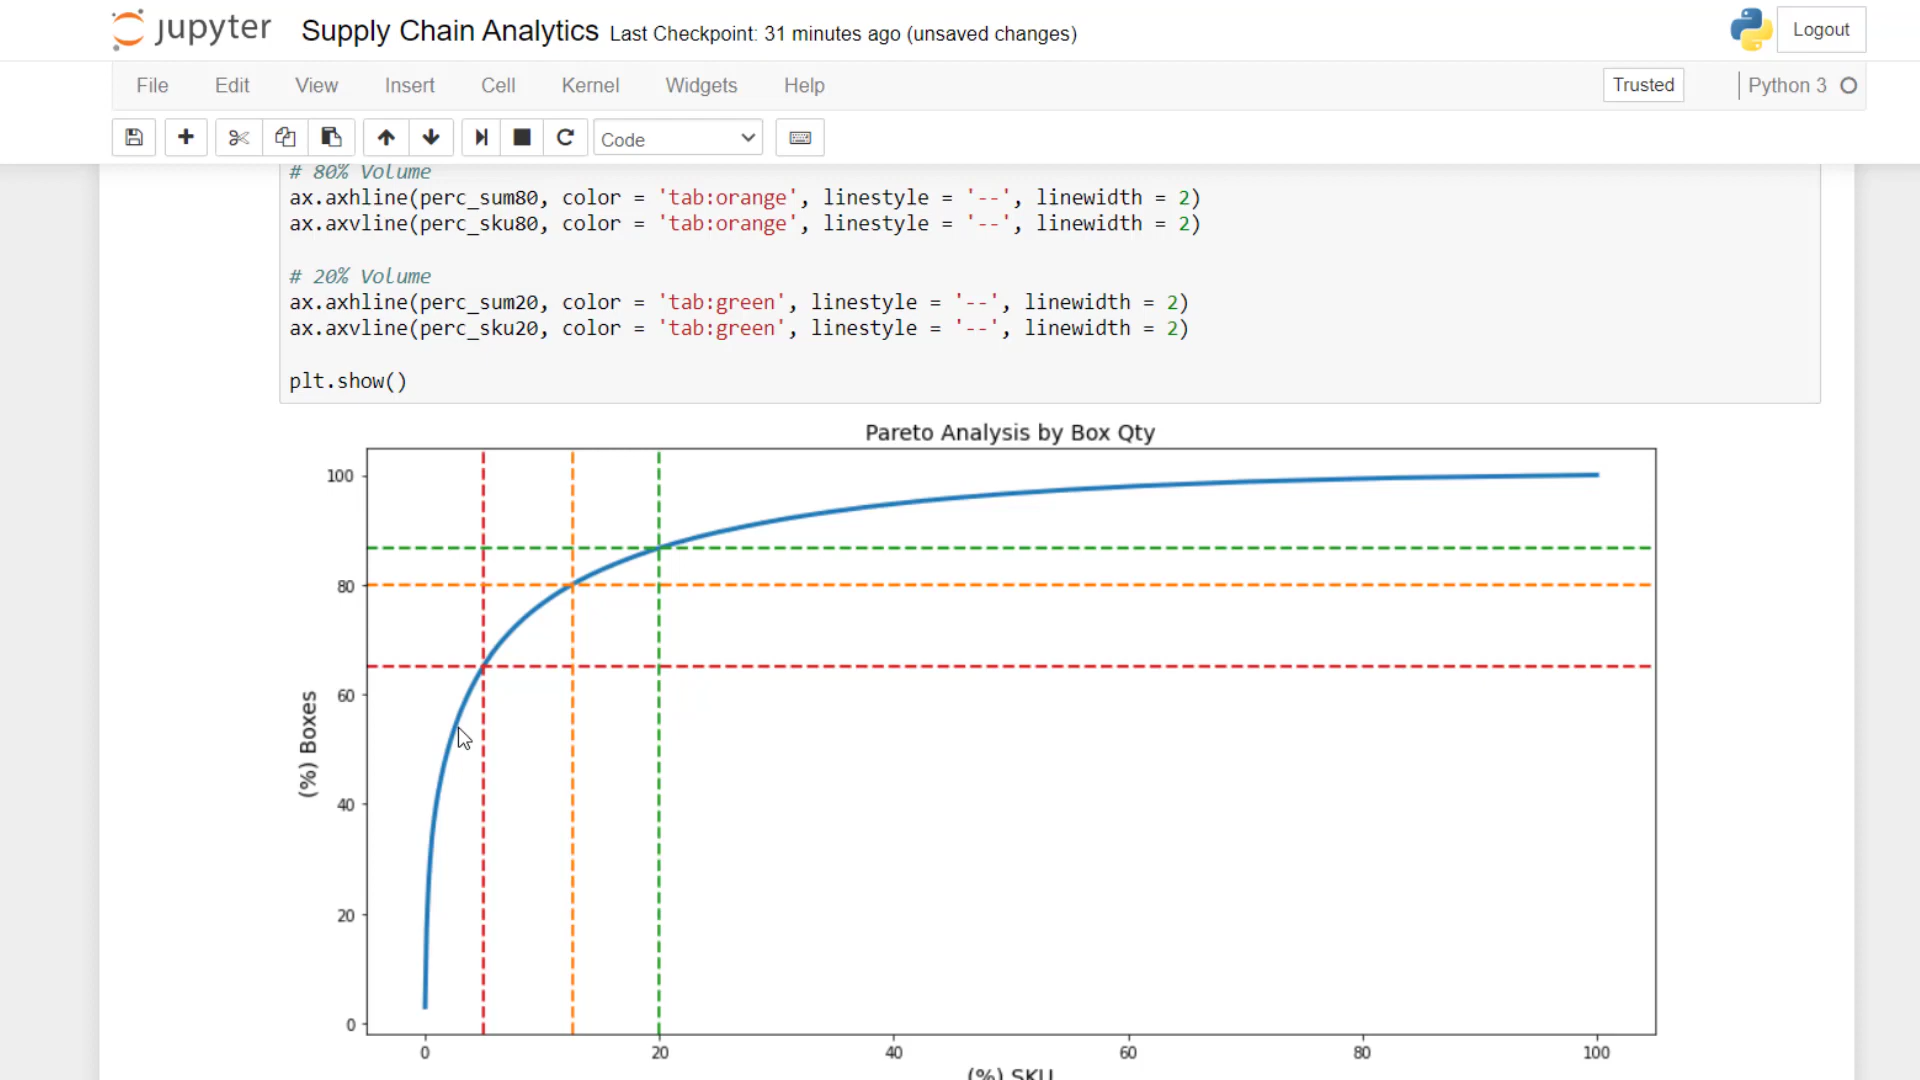 jupyter Supply Chain Analytics Last Checkpoint: 31 minutes ago (unsaved changes) Logout
File Edit View Insert Cell Kernel Widgets Help Trusted Python 3
Code
# 80% Volume
ax.axhline(perc_sum80, color = 'tab:orange', linestyle = '--', linewidth = 2)
ax.axvline(perc_sku80, color = 'tab:orange', linestyle = '--', linewidth = 2)
# 20% Volume
ax.axhline(perc_sum20, color = 'tab:green', linestyle = '--', linewidth = 2)
ax.axvline(perc_sku20, color = 'tab:green', linestyle = '--', linewidth = 2)
plt.show()
Pareto Analysis by Box Qty
100
80
60
40
20
0
(%) Boxes
0 20 40 60 80 100
(%) SKU